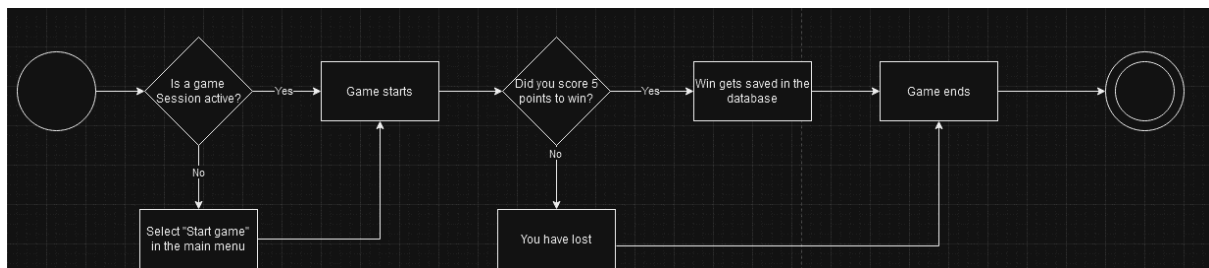 Is a game
Session active?
Yes
Game starts
Did you score 5
points to win?
Yes
Win gets saved in the
database
Game ends
No
No
Select "Start game"
in the main menu
You have lost